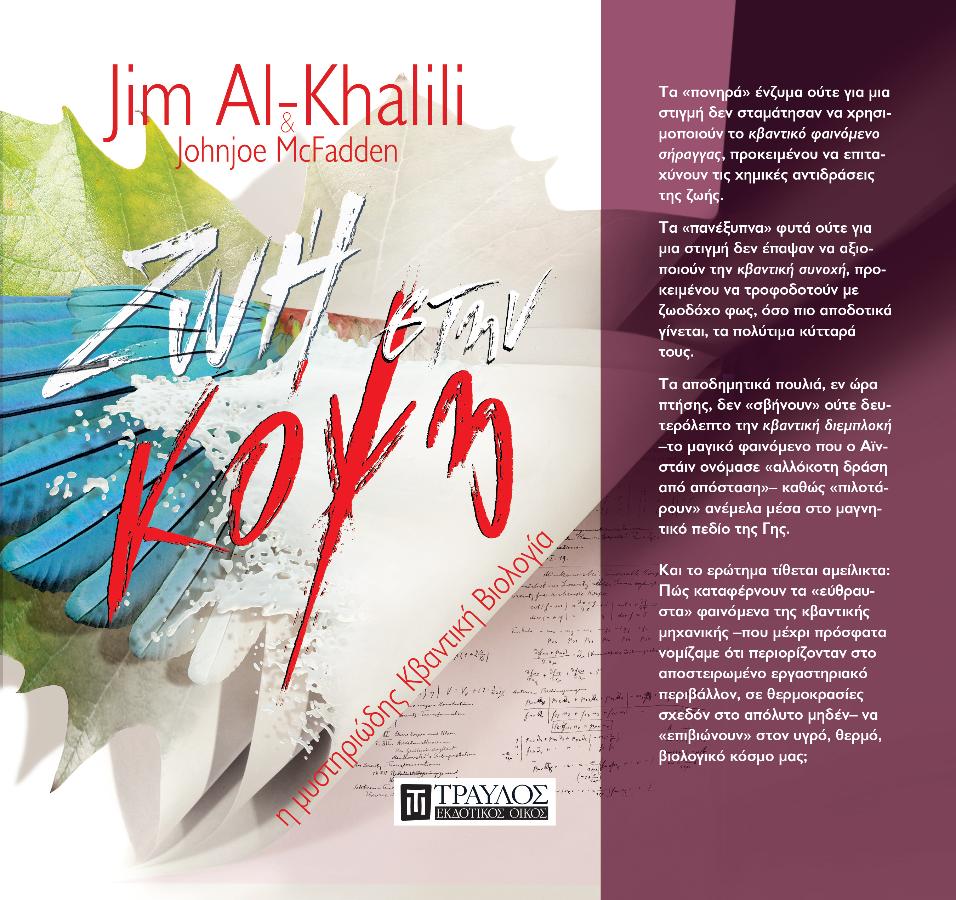 Jim Al-Khalili
&
Johnjoe McFadden
Ζωή στην
κόψη
η μυστηριώδης Κβαντική Βιολογία
ΤΡΑΥΛΟΣ
ΕΚΔΟΤΙΚΟΣ ΟΙΚΟΣ
Τα «πονηρά» ένζυμα ούτε για μια
στιγμή δεν σταμάτησαν να χρησι-
μοποιούν το κβαντικό φαινόμενο
σήραγγας, προκειμένου να επιτα-
χύνουν τις χημικές αντιδράσεις
της ζωής.
Τα «πανέξυπνα» φυτά ούτε για
μια στιγμή δεν έπαψαν να αξιο-
ποιούν την κβαντική συνοχή, προ-
κειμένου να τροφοδοτούν με
ζωοδόχο φως, όσο πιο αποδοτικά
γίνεται, τα πολύτιμα κύτταρά
τους.
Τα αποδημητικά πουλιά, εν ώρα
πτήσης, δεν «σβήνουν» ούτε δευ-
τερόλεπτο την κβαντική διεμπλοκή
–το μαγικό φαινόμενο που ο Αϊν-
στάιν ονόμασε «αλλόκοτη δράση
από απόσταση»– καθώς «πιλοτά-
ρουν» ανέμελα μέσα στο μαγνη-
τικό πεδίο της Γης.
Και το ερώτημα τίθεται αμείλικτα:
Πώς καταφέρνουν τα «εύθραυ-
στα» φαινόμενα της κβαντικής
μηχανικής –που μέχρι πρόσφατα
νομίζαμε ότι περιορίζονταν στο
αποστειρωμένο εργαστηριακό
περιβάλλον, σε θερμοκρασίες
σχεδόν στο απόλυτο μηδέν– να
«επιβιώνουν» στον υγρό, θερμό,
βιολογικό κόσμο μας;